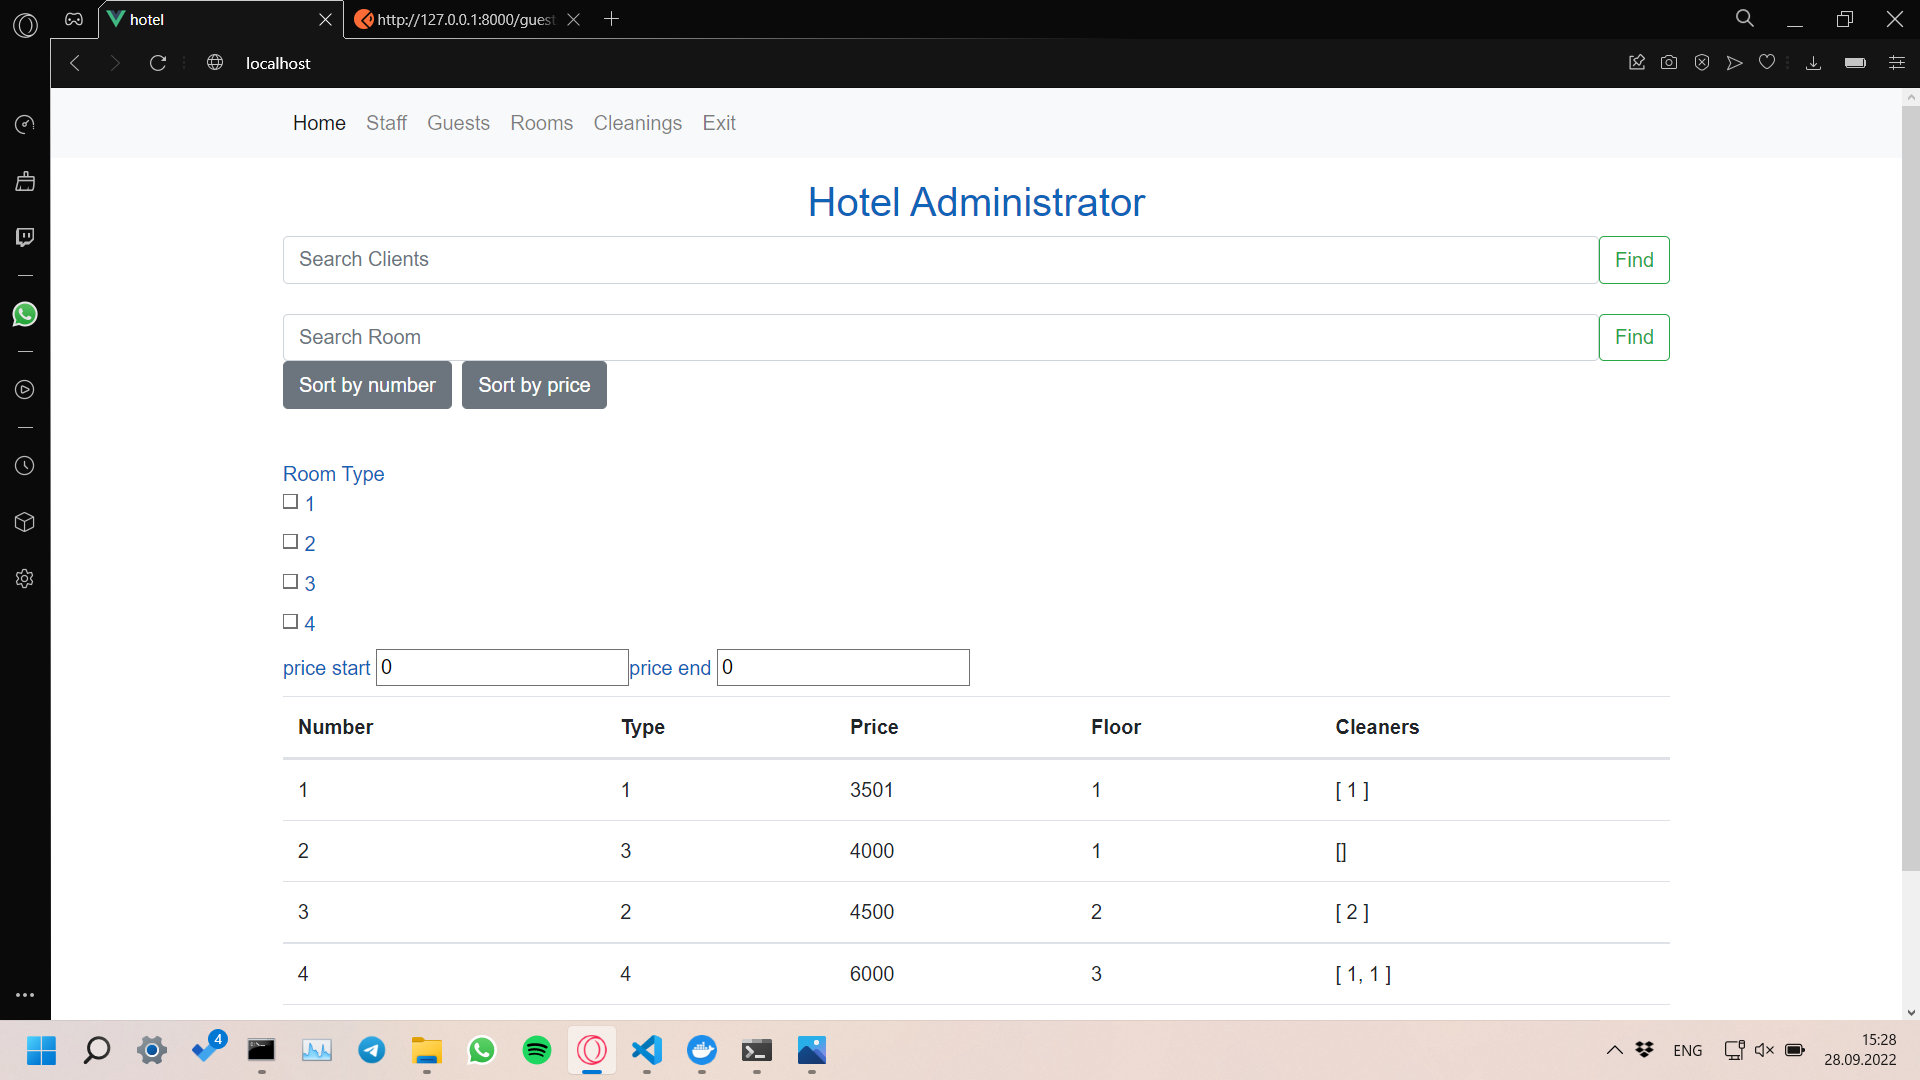 hotel
http://127.0.0.1:8000/guest
localhost
Home Staff Guests Rooms Cleanings Exit
Hotel Administrator
Search Clients Find
Search Room Find
Sort by number Sort by price
Room Type
1
2
3
4
price start 0 price end 0
Number Type Price Floor Cleaners
1 1 3501 1 [ 1 ]
2 3 4000 1 []
3 2 4500 2 [ 2 ]
4 4 6000 3 [ 1, 1 ]
4
ENG
15:28
28.09.2022